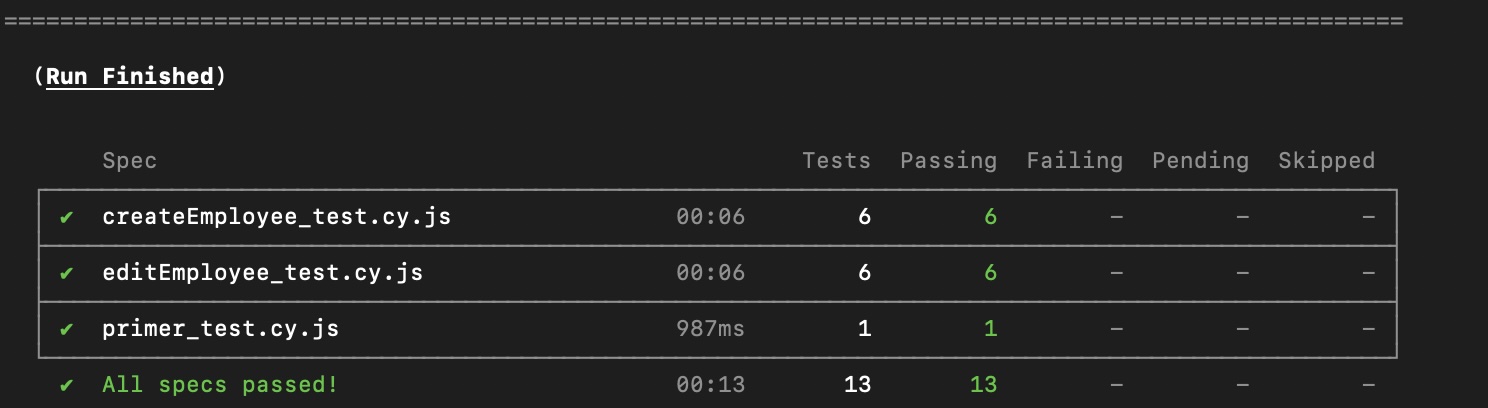 ====================================================================================================
(Run Finished)
Spec Tests Passing Failing Pending Skipped
✔ createEmployee_test.cy.js 00:06 6 6 – – –
✔ editEmployee_test.cy.js 00:06 6 6 – – –
✔ primer_test.cy.js 987ms 1 1 – – –
✔ All specs passed! 00:13 13 13 – – –